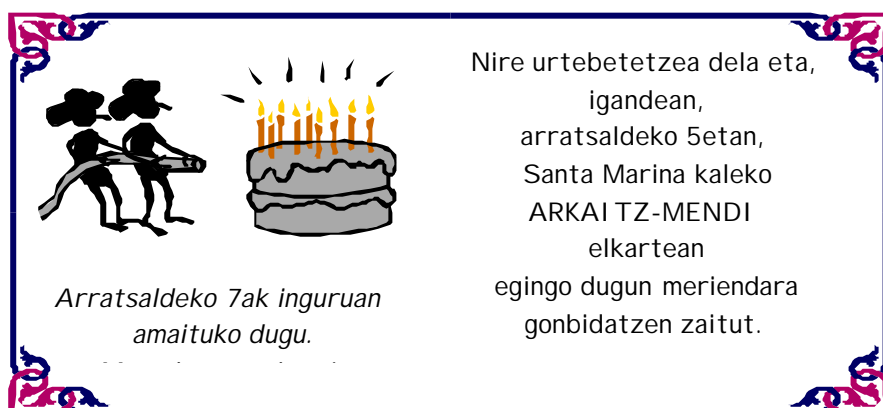 Arratsaldeko 7ak inguruan
amaituko dugu.
Nire urtebetetzea dela eta,
igandean,
arratsaldeko 5etan,
Santa Marina kaleko
ARKAITZ-MENDI
elkartean
egingo dugun meriendara
gonbidatzen zaitut.